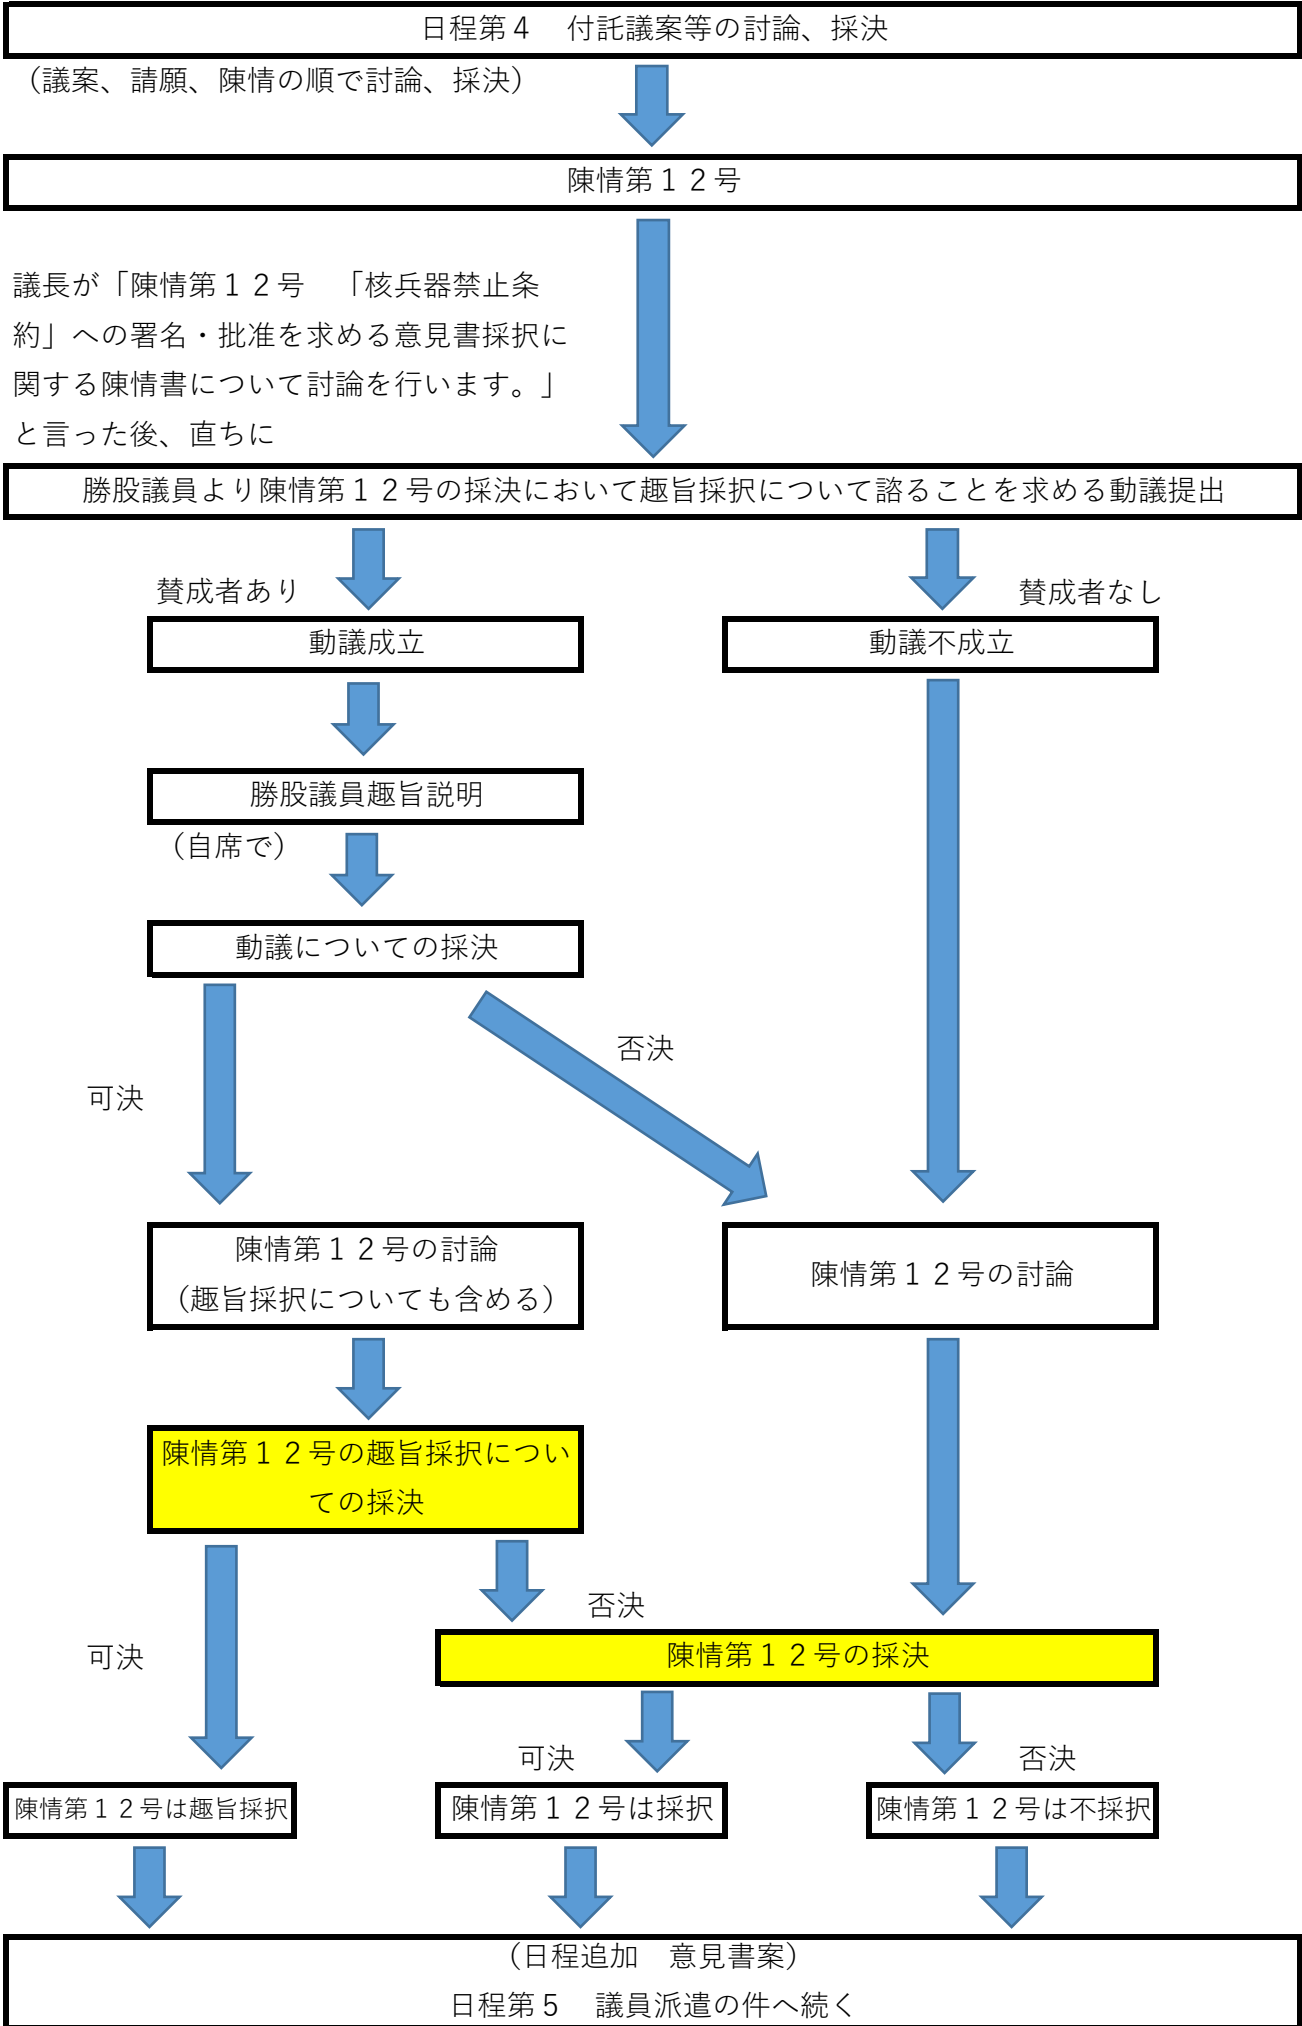 日程第４　付託議案等の討論、採決
（議案、請願、陳情の順で討論、採決）
陳情第１２号
議長が「陳情第１２号　「核兵器禁止条
約」への署名・批准を求める意見書採択に
関する陳情書について討論を行います。」
と言った後、直ちに
勝股議員より陳情第１２号の採決において趣旨採択について諮ることを求める動議提出
賛成者あり
賛成者なし
動議成立
動議不成立
勝股議員趣旨説明
（自席で）
動議についての採決
否決
可決
陳情第１２号の討論
（趣旨採択についても含める）
陳情第１２号の討論
陳情第１２号の趣旨採択につい
ての採決
否決
可決
陳情第１２号の採決
可決
否決
陳情第１２号は趣旨採択
陳情第１２号は採択
陳情第１２号は不採択
（日程追加　意見書案）
日程第５　議員派遣の件へ続く